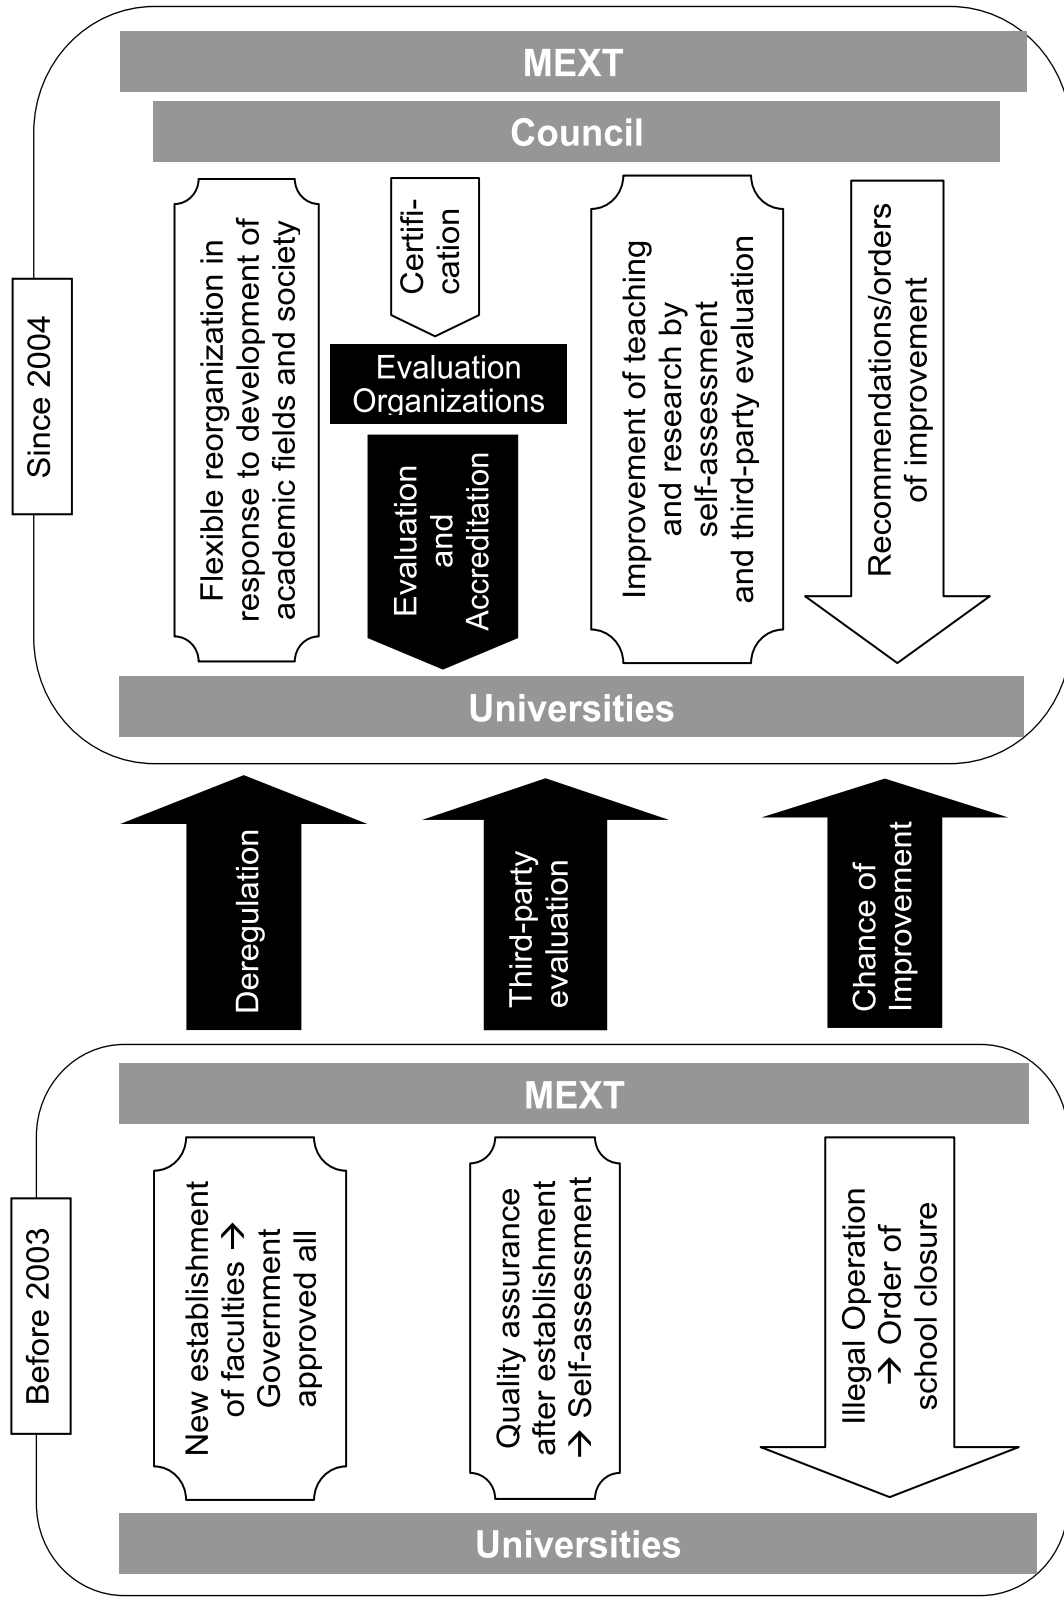 Since 2004
MEXT
Council
Flexible reorganization in
response to development of
academic fields and society
Certifi-
cation
Evaluation
Organizations
Evaluation
and
Accreditation
Improvement of teaching
and research by
self-assessment
and third-party evaluation
Recommendations/orders
of improvement
Universities
Deregulation
Third-party
evaluation
Chance of
Improvement
Before 2003
MEXT
New establishment
of faculties →
Government
approved all
Quality assurance
after establishment
→ Self-assessment
Illegal Operation
→ Order of
school closure
Universities